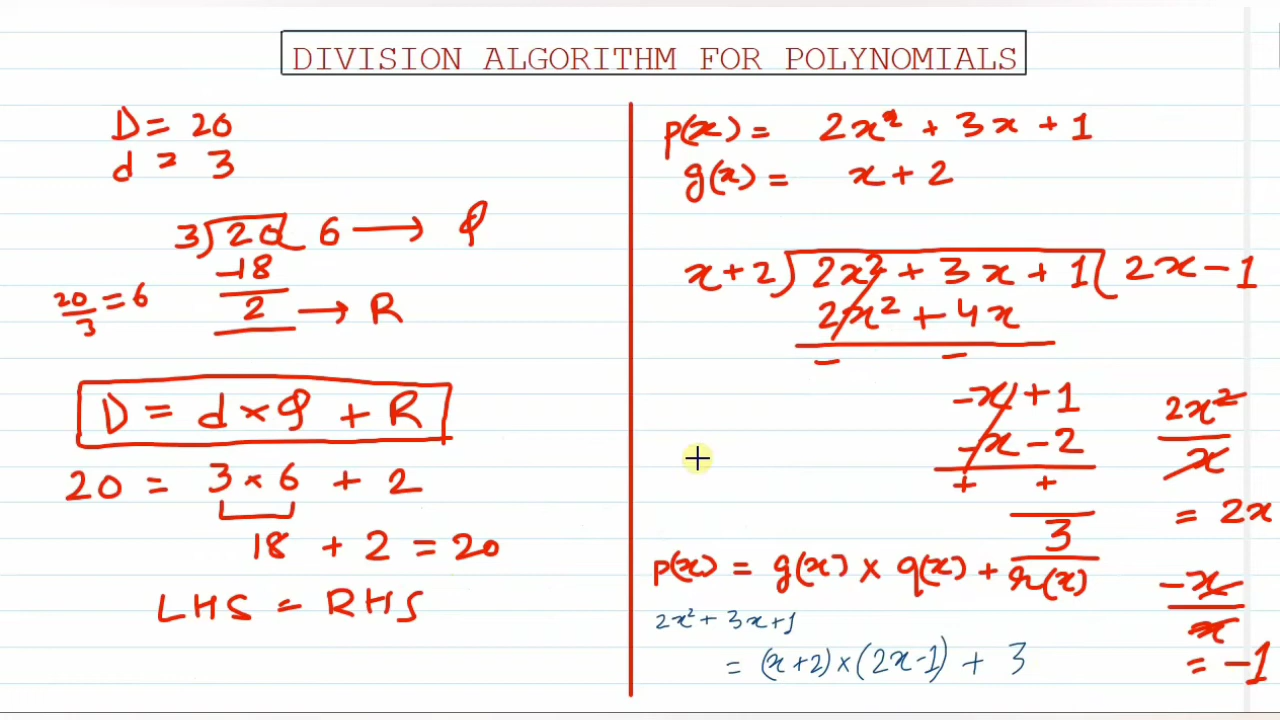 DIVISION ALGORITHM FOR POLYNOMIALS
D = 20
d = 3
3)20( 6 → Q
-18
2 → R
20/3 = 6
D = d × Q + R
20 = 3 × 6 + 2
18 + 2 = 20
LHS = RHS
p(x) = 2x² + 3x + 1
g(x) = x + 2
x + 2) 2x² + 3x + 1 ( 2x - 1
2x² + 4x
- -
-x + 1
-x - 2
+ +
3
2x²/x
= 2x
p(x) = g(x) × q(x) + r(x)
-x/x
= -1
2x² + 3x + 1
= (x+2) × (2x-1) + 3